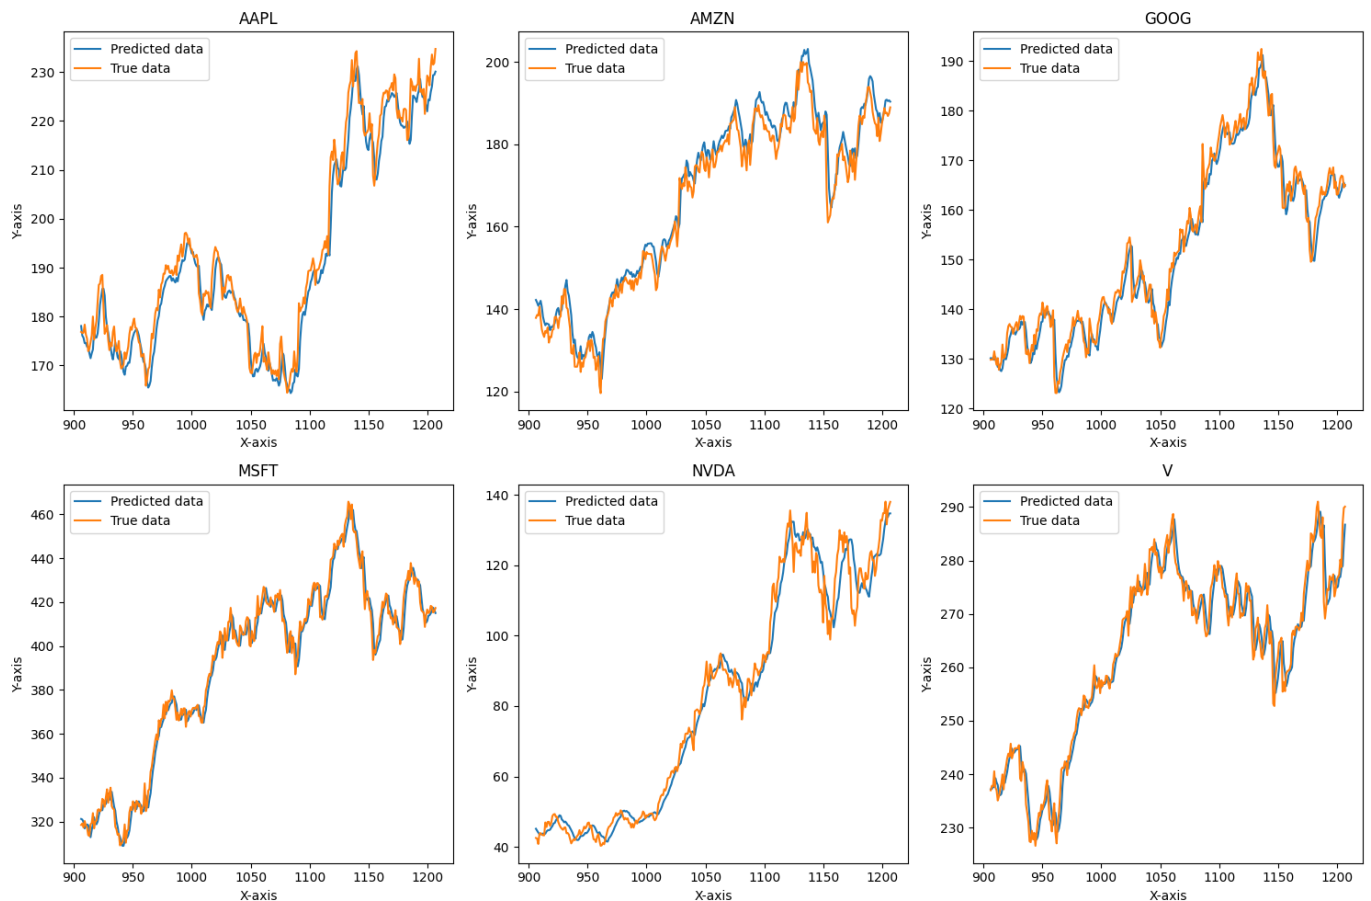 AAPL
Predicted data
True data
230
220
210
200
190
180
170
Y-axis
900 950 1000 1050 1100 1150 1200
X-axis
AMZN
Predicted data
True data
200
180
160
140
120
Y-axis
900 950 1000 1050 1100 1150 1200
X-axis
GOOG
Predicted data
True data
190
180
170
160
150
140
130
120
Y-axis
900 950 1000 1050 1100 1150 1200
X-axis
MSFT
Predicted data
True data
460
440
420
400
380
360
340
320
Y-axis
900 950 1000 1050 1100 1150 1200
X-axis
NVDA
Predicted data
True data
140
120
100
80
60
40
Y-axis
900 950 1000 1050 1100 1150 1200
X-axis
V
Predicted data
True data
290
280
270
260
250
240
230
Y-axis
900 950 1000 1050 1100 1150 1200
X-axis